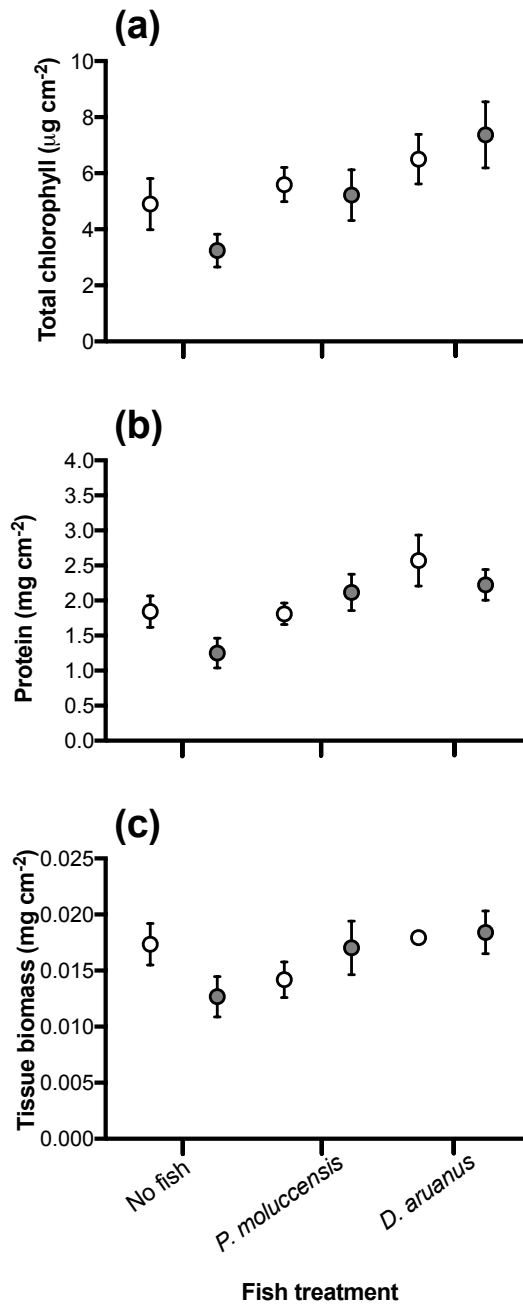 (a)
Total chlorophyll (μg cm-2)
10
8
6
4
2
0
(b)
Protein (mg cm-2)
4.0
3.5
3.0
2.5
2.0
1.5
1.0
0.5
0.0
(c)
Tissue biomass (mg cm-2)
0.025
0.020
0.015
0.010
0.005
0.000
No fish
P. moluccensis
D. aruanus
Fish treatment